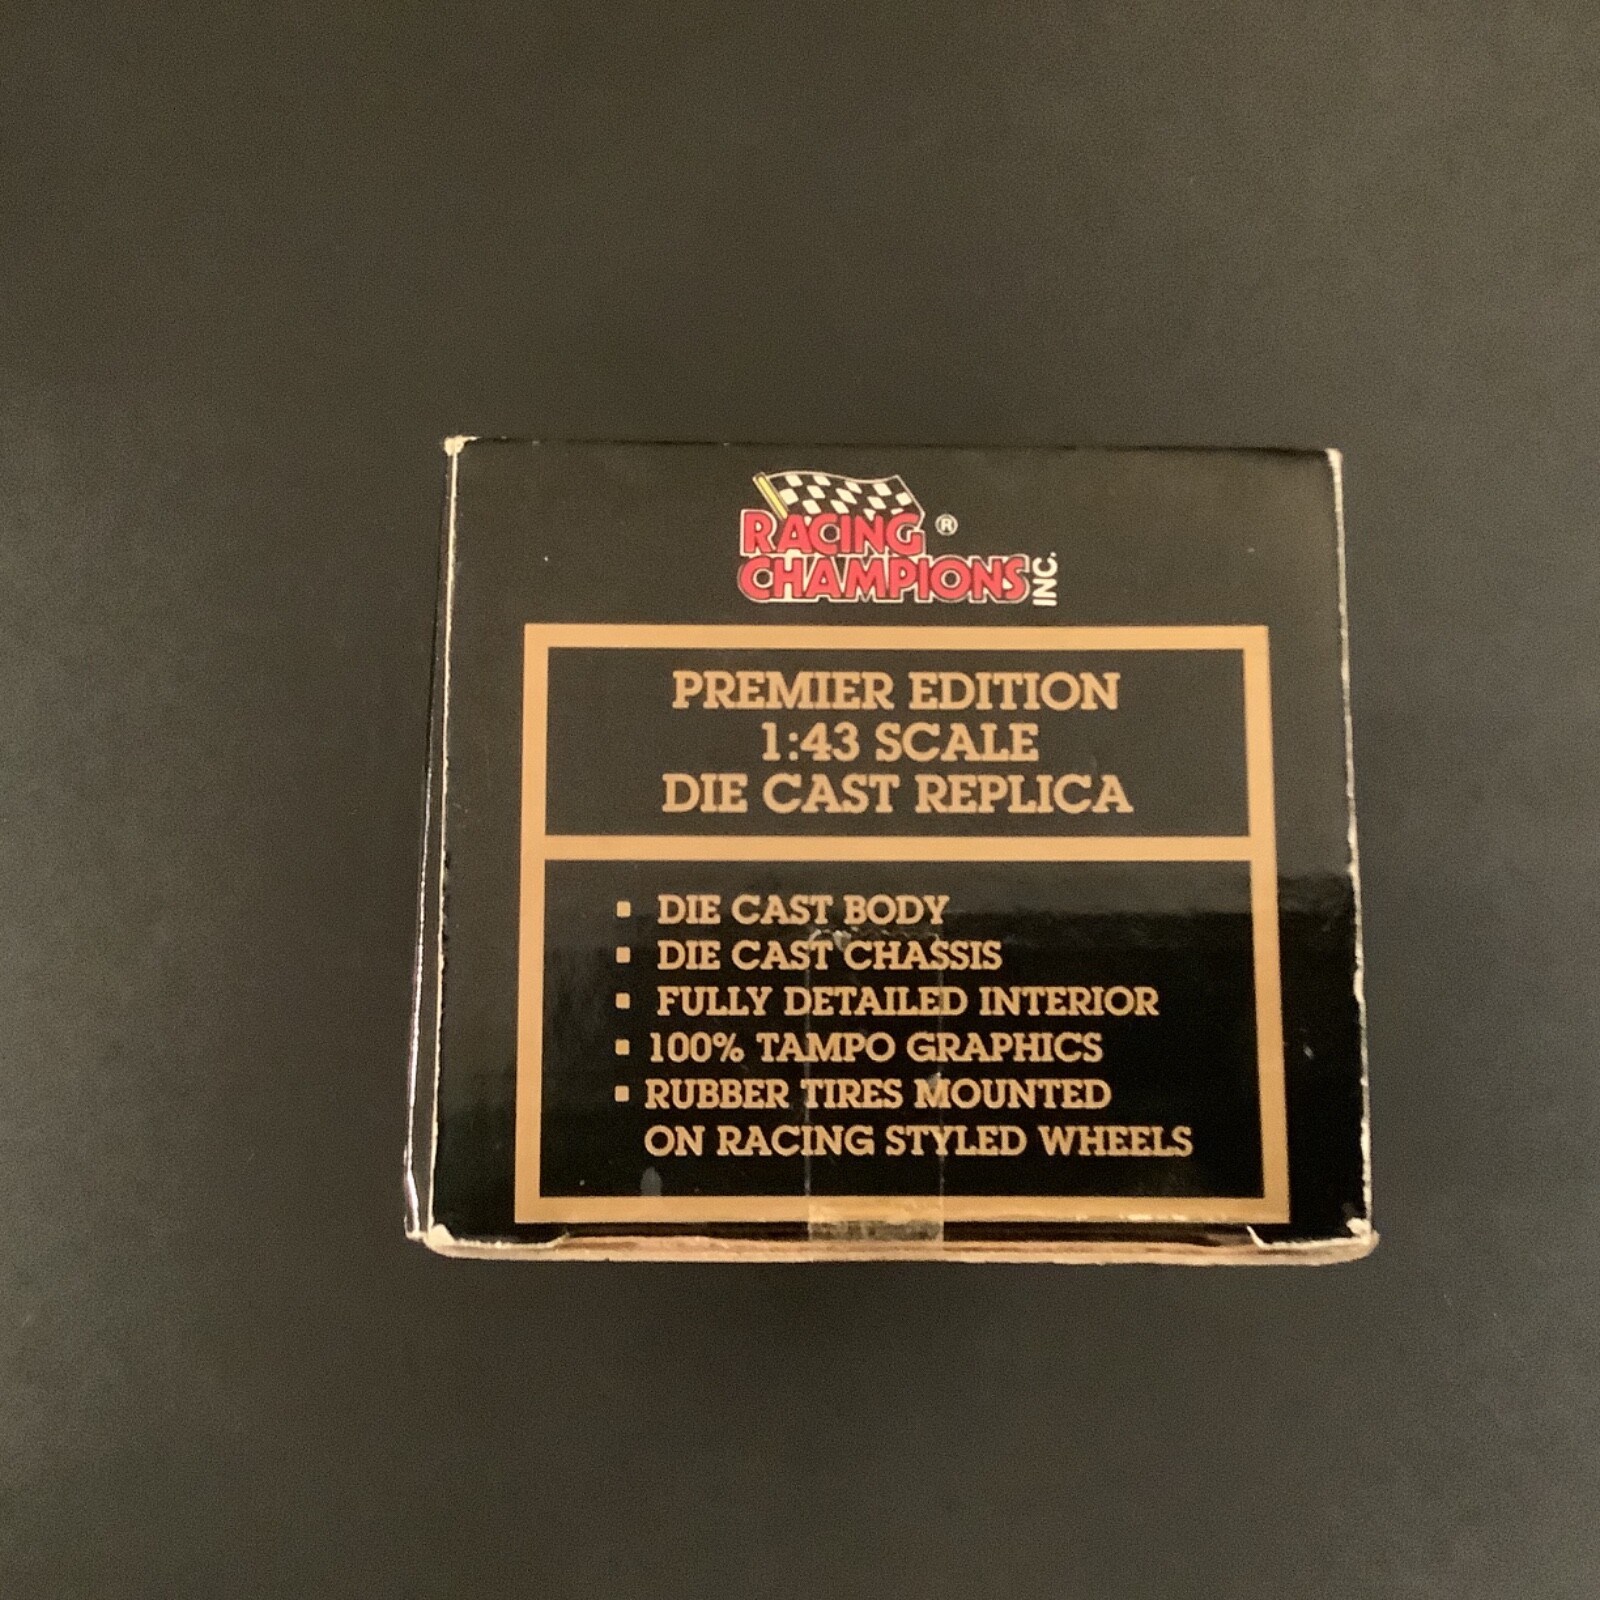 RACING ®
CHAMPIONS INC.
PREMIER EDITION
1:43 SCALE
DIE CAST REPLICA
▪ DIE CAST BODY
▪ DIE CAST CHASSIS
▪ FULLY DETAILED INTERIOR
▪ 100% TAMPO GRAPHICS
▪ RUBBER TIRES MOUNTED
ON RACING STYLED WHEELS